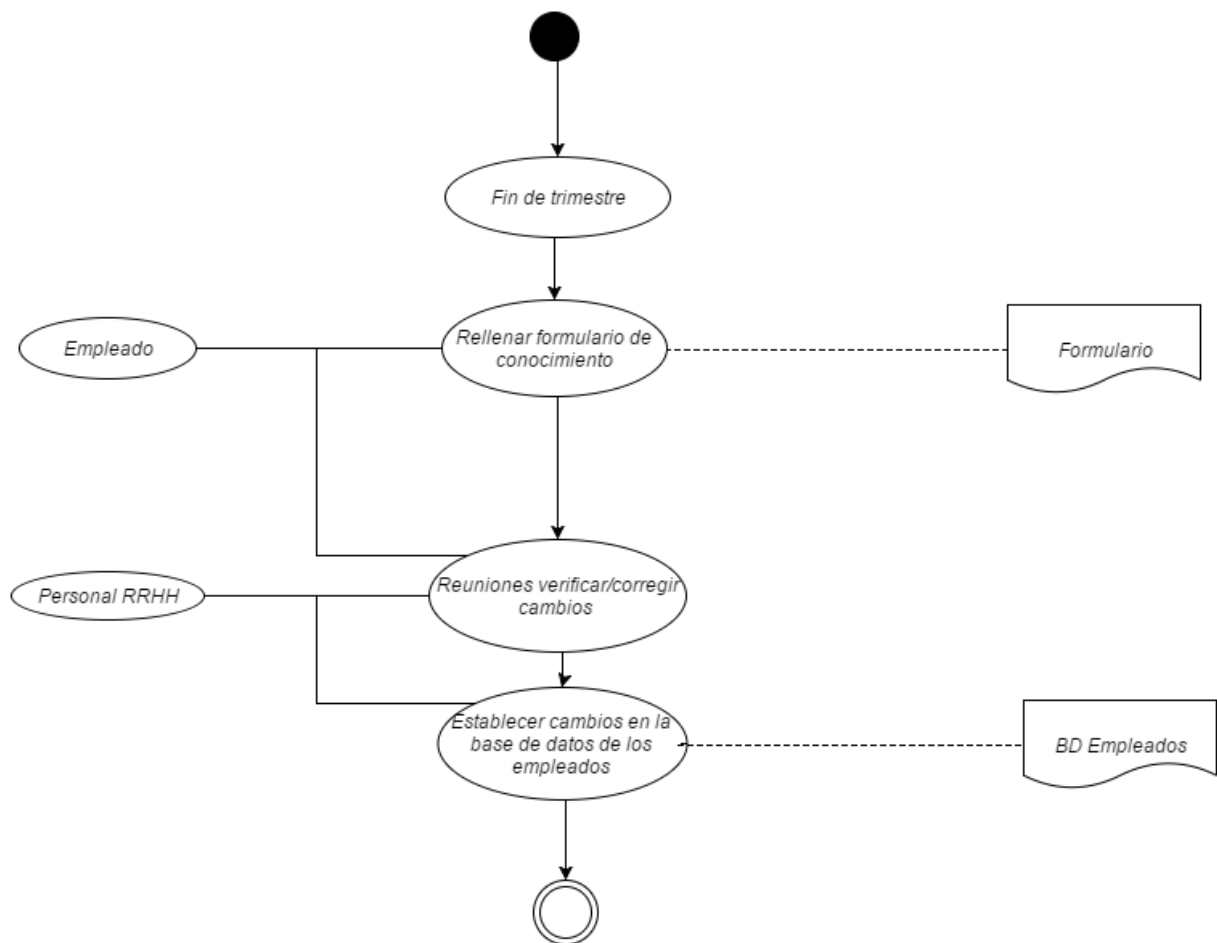 Fin de trimestre
Empleado
Rellenar formulario de
conocimiento
Formulario
Personal RRHH
Reuniones verificar/corregir
cambios
Establecer cambios en la
base de datos de los
empleados
BD Empleados